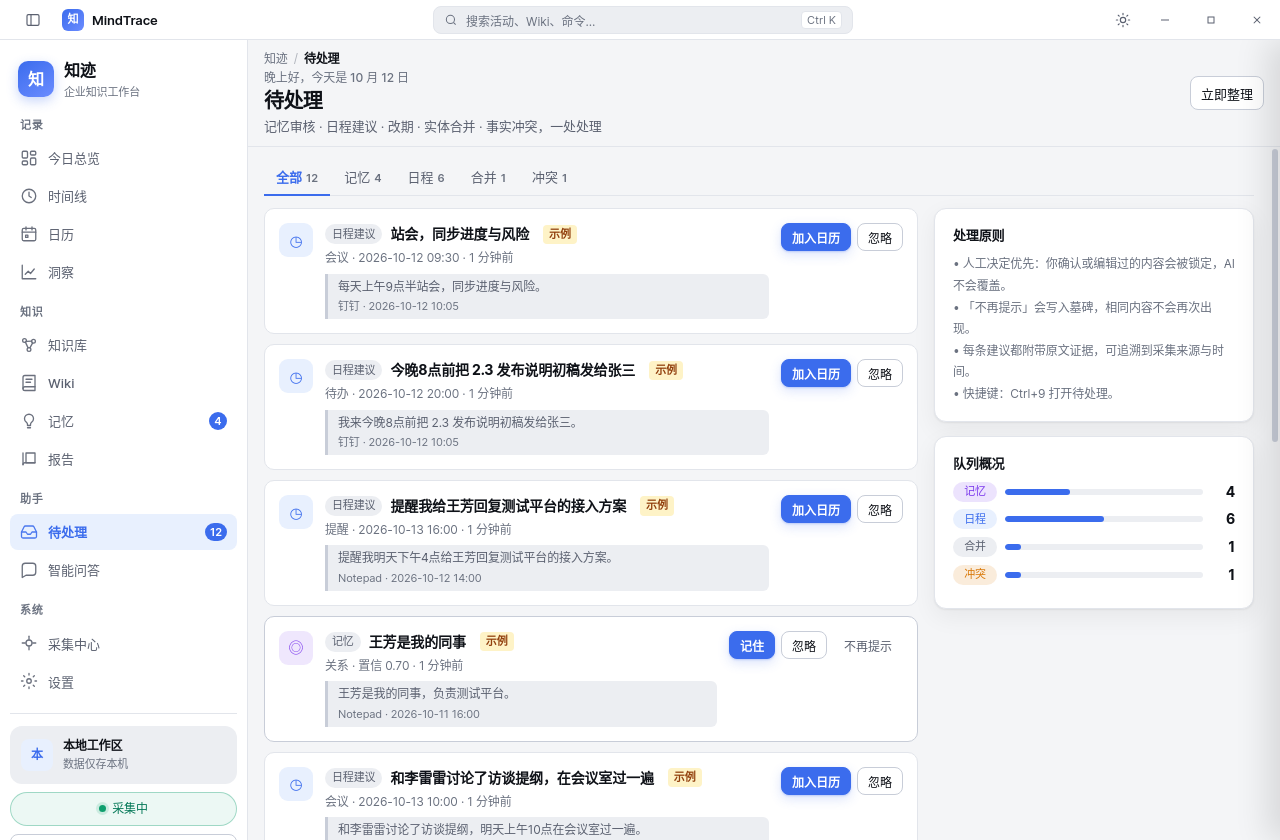 知 MindTrace
搜索活动、Wiki、命令... Ctrl K
知 知迹
企业知识工作台
记录
今日总览
时间线
日历
洞察
知识
知识库
Wiki
记忆 4
报告
助手
待处理 12
智能问答
系统
采集中心
设置
本 本地工作区
数据仅存本机
采集中
知迹 / 待处理
晚上好，今天是 10 月 12 日
待处理
记忆审核 · 日程建议 · 改期 · 实体合并 · 事实冲突，一处处理
立即整理
全部 12 记忆 4 日程 6 合并 1 冲突 1
日程建议 站会，同步进度与风险 示例 加入日历 忽略
会议 · 2026-10-12 09:30 · 1 分钟前
每天上午9点半站会，同步进度与风险。
钉钉 · 2026-10-12 10:05
日程建议 今晚8点前把 2.3 发布说明初稿发给张三 示例 加入日历 忽略
待办 · 2026-10-12 20:00 · 1 分钟前
我来今晚8点前把 2.3 发布说明初稿发给张三。
钉钉 · 2026-10-12 10:05
日程建议 提醒我给王芳回复测试平台的接入方案 示例 加入日历 忽略
提醒 · 2026-10-13 16:00 · 1 分钟前
提醒我明天下午4点给王芳回复测试平台的接入方案。
Notepad · 2026-10-12 14:00
记忆 王芳是我的同事 示例 记住 忽略 不再提示
关系 · 置信 0.70 · 1 分钟前
王芳是我的同事，负责测试平台。
Notepad · 2026-10-11 16:00
日程建议 和李雷雷讨论了访谈提纲，在会议室过一遍 示例 加入日历 忽略
会议 · 2026-10-13 10:00 · 1 分钟前
和李雷雷讨论了访谈提纲，明天上午10点在会议室过一遍。
处理原则
• 人工决定优先：你确认或编辑过的内容会被锁定，AI
不会覆盖。
• 「不再提示」会写入墓碑，相同内容不会再次出
现。
• 每条建议都附带原文证据，可追溯到采集来源与时
间。
• 快捷键：Ctrl+9 打开待处理。
队列概况
记忆 4
日程 6
合并 1
冲突 1